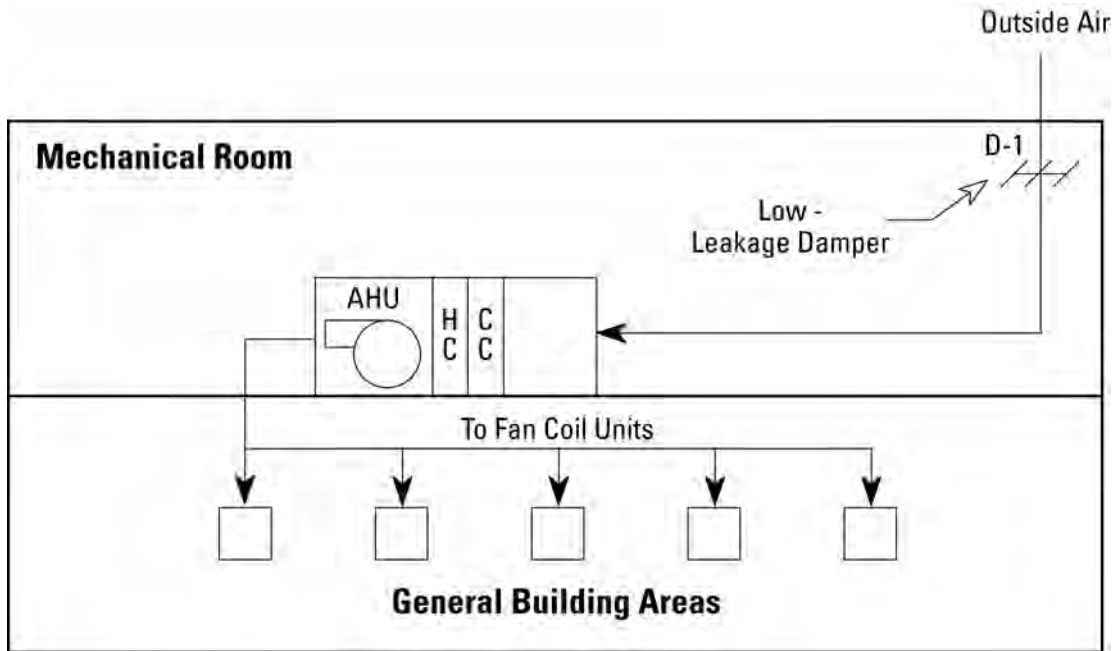 Outside Air
Mechanical Room
D-1
Low -
Leakage Damper
AHU
H C
C C
To Fan Coil Units
General Building Areas